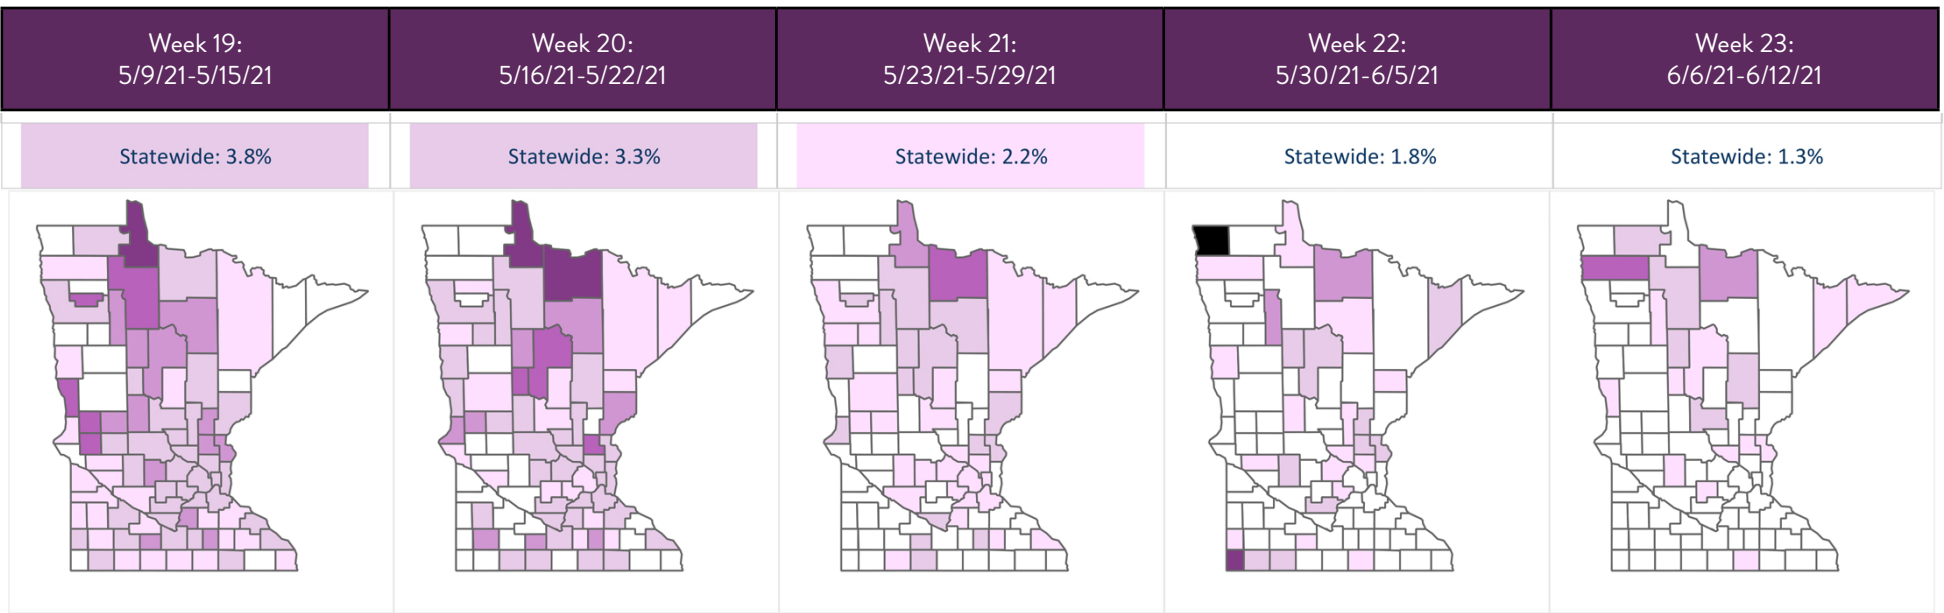 Week 19:
5/9/21-5/15/21
Week 20:
5/16/21-5/22/21
Week 21:
5/23/21-5/29/21
Week 22:
5/30/21-6/5/21
Week 23:
6/6/21-6/12/21
Statewide: 3.8%
Statewide: 3.3%
Statewide: 2.2%
Statewide: 1.8%
Statewide: 1.3%